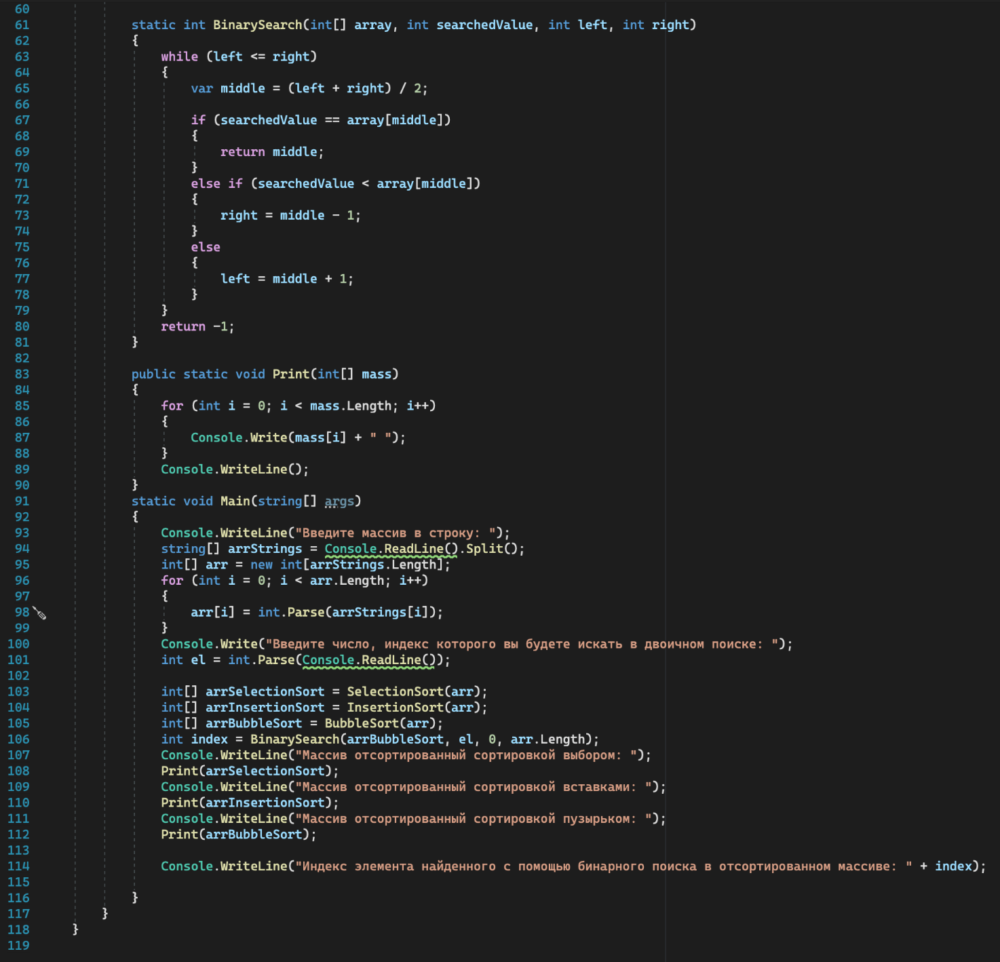 60
61 static int BinarySearch(int[] array, int searchedValue, int left, int right)
62 {
63 while (left <= right)
64 {
65 var middle = (left + right) / 2;
66
67 if (searchedValue == array[middle])
68 {
69 return middle;
70 }
71 else if (searchedValue < array[middle])
72 {
73 right = middle - 1;
74 }
75 else
76 {
77 left = middle + 1;
78 }
79 }
80 return -1;
81 }
82
83 public static void Print(int[] mass)
84 {
85 for (int i = 0; i < mass.Length; i++)
86 {
87 Console.Write(mass[i] + " ");
88 }
89 Console.WriteLine();
90 }
91 static void Main(string[] args)
92 {
93 Console.WriteLine("Введите массив в строку: ");
94 string[] arrStrings = Console.ReadLine().Split();
95 int[] arr = new int[arrStrings.Length];
96 for (int i = 0; i < arr.Length; i++)
97 {
98 arr[i] = int.Parse(arrStrings[i]);
99 }
100 Console.Write("Введите число, индекс которого вы будете искать в двоичном поиске: ");
101 int el = int.Parse(Console.ReadLine());
102
103 int[] arrSelectionSort = SelectionSort(arr);
104 int[] arrInsertionSort = InsertionSort(arr);
105 int[] arrBubbleSort = BubbleSort(arr);
106 int index = BinarySearch(arrBubbleSort, el, 0, arr.Length);
107 Console.WriteLine("Массив отсортированный сортировкой выбором: ");
108 Print(arrSelectionSort);
109 Console.WriteLine("Массив отсортированный сортировкой вставками: ");
110 Print(arrInsertionSort);
111 Console.WriteLine("Массив отсортированный сортировкой пузырьком: ");
112 Print(arrBubbleSort);
113
114 Console.WriteLine("Индекс элемента найденного с помощью бинарного поиска в отсортированном массиве: " + index);
115
116 }
117 }
118 }
119